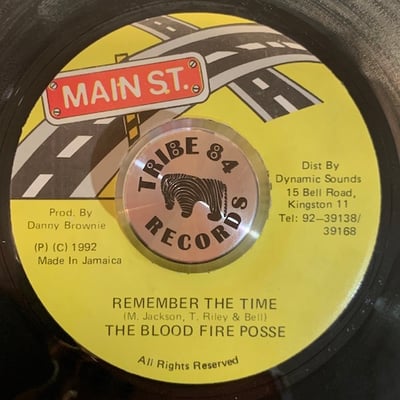 MAIN ST.
TRIBE 84
RECORDS
Prod. By
Danny Brownie
(P) (C) 1992
Made In Jamaica
Dist By
Dynamic Sounds
15 Bell Road,
Kingston 11
Tel: 92-39138/
39168
REMEMBER THE TIME
(M. Jackson, T. Riley & Bell)
THE BLOOD FIRE POSSE
All Rights Reserved